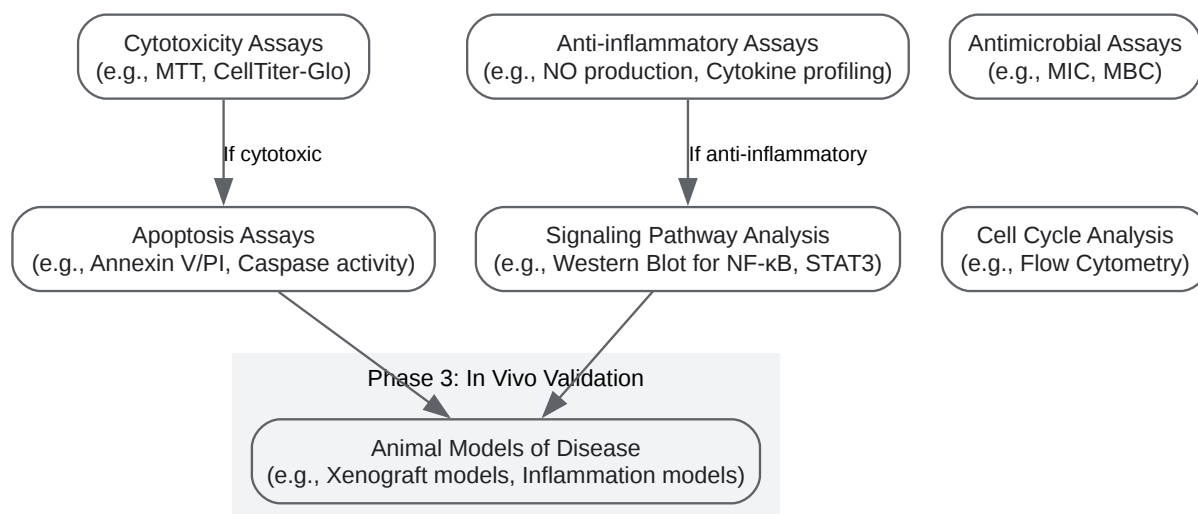 Cytotoxicity Assays
(e.g., MTT, CellTiter-Glo)
Anti-inflammatory Assays
(e.g., NO production, Cytokine profiling)
Antimicrobial Assays
(e.g., MIC, MBC)
If cytotoxic
If anti-inflammatory
Apoptosis Assays
(e.g., Annexin V/PI, Caspase activity)
Signaling Pathway Analysis
(e.g., Western Blot for NF-κB, STAT3)
Cell Cycle Analysis
(e.g., Flow Cytometry)
Phase 3: In Vivo Validation
Animal Models of Disease
(e.g., Xenograft models, Inflammation models)